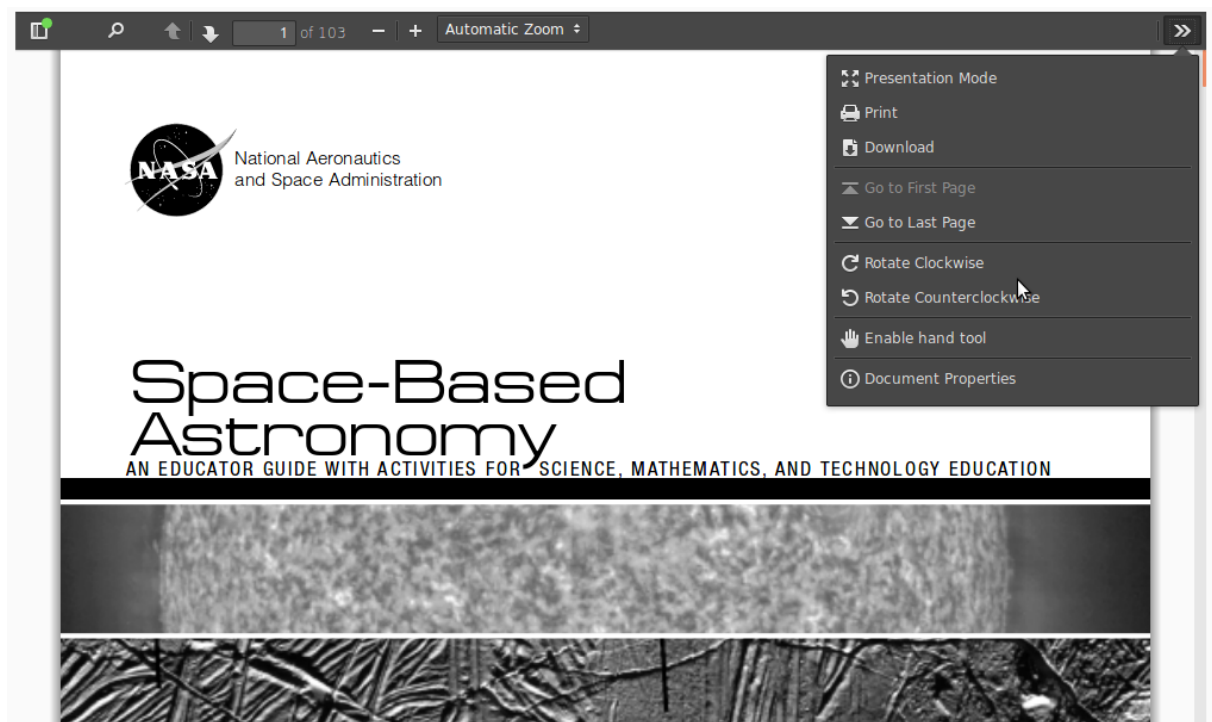 1 of 103 Automatic Zoom
Presentation Mode
Print
Download
Go to First Page
Go to Last Page
Rotate Clockwise
Rotate Counterclockwise
Enable hand tool
Document Properties
NASA
National Aeronautics
and Space Administration
Space-Based
Astronomy
AN EDUCATOR GUIDE WITH ACTIVITIES FOR SCIENCE, MATHEMATICS, AND TECHNOLOGY EDUCATION